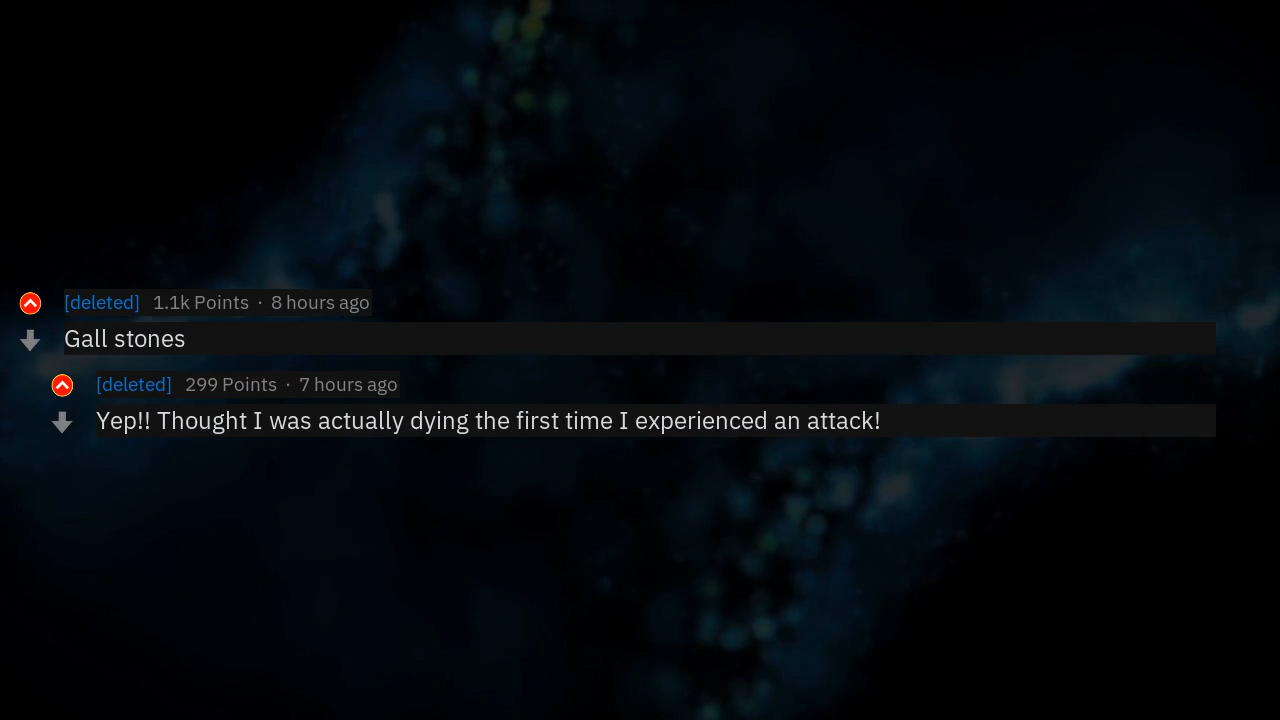 [deleted] 1.1k Points · 8 hours ago
Gall stones
[deleted] 299 Points · 7 hours ago
Yep!! Thought I was actually dying the first time I experienced an attack!